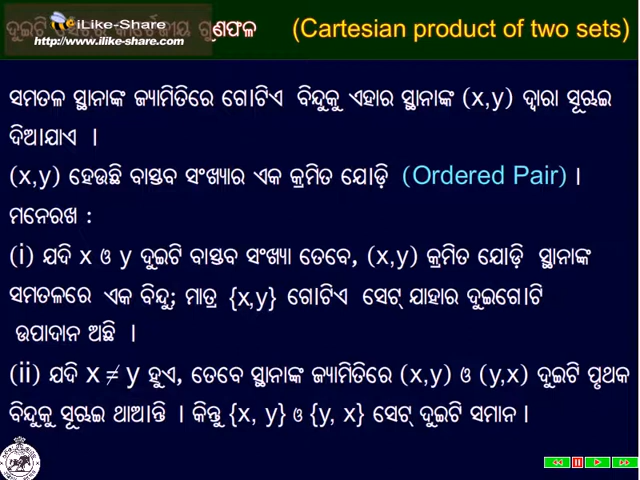 iLike-Share
http://www.ilike-share.com
ଗୁଣଫଳ (Cartesian product of two sets)
ସମତଳ ସ୍ଥାନାଙ୍କ ଜ୍ୟାମିତିରେ ଗୋଟିଏ ବିନ୍ଦୁକୁ ଏହାର ସ୍ଥାନାଙ୍କ (x,y) ଦ୍ୱାରା ସୂଚାଇ
ଦିଆଯାଏ ।
(x,y) ହେଉଛି ବାସ୍ତବ ସଂଖ୍ୟାର ଏକ କ୍ରମିତ ଯୋଡ଼ି (Ordered Pair) ।
ମନେରଖ :
(i) ଯଦି x ଓ y ଦୁଇଟି ବାସ୍ତବ ସଂଖ୍ୟା ତେବେ, (x,y) କ୍ରମିତ ଯୋଡ଼ି ସ୍ଥାନାଙ୍କ
ସମତଳରେ ଏକ ବିନ୍ଦୁ; ମାତ୍ର {x,y} ଗୋଟିଏ ସେଟ୍ ଯାହାର ଦୁଇଗୋଟି
ଉପାଦାନ ଅଛି ।
(ii) ଯଦି x ≠ y ହୁଏ, ତେବେ ସ୍ଥାନାଙ୍କ ଜ୍ୟାମିତିରେ (x,y) ଓ (y,x) ଦୁଇଟି ପୃଥକ
ବିନ୍ଦୁକୁ ସୂଚାଇ ଥାଆନ୍ତି । କିନ୍ତୁ {x, y} ଓ {y, x} ସେଟ୍ ଦୁଇଟି ସମାନ ।